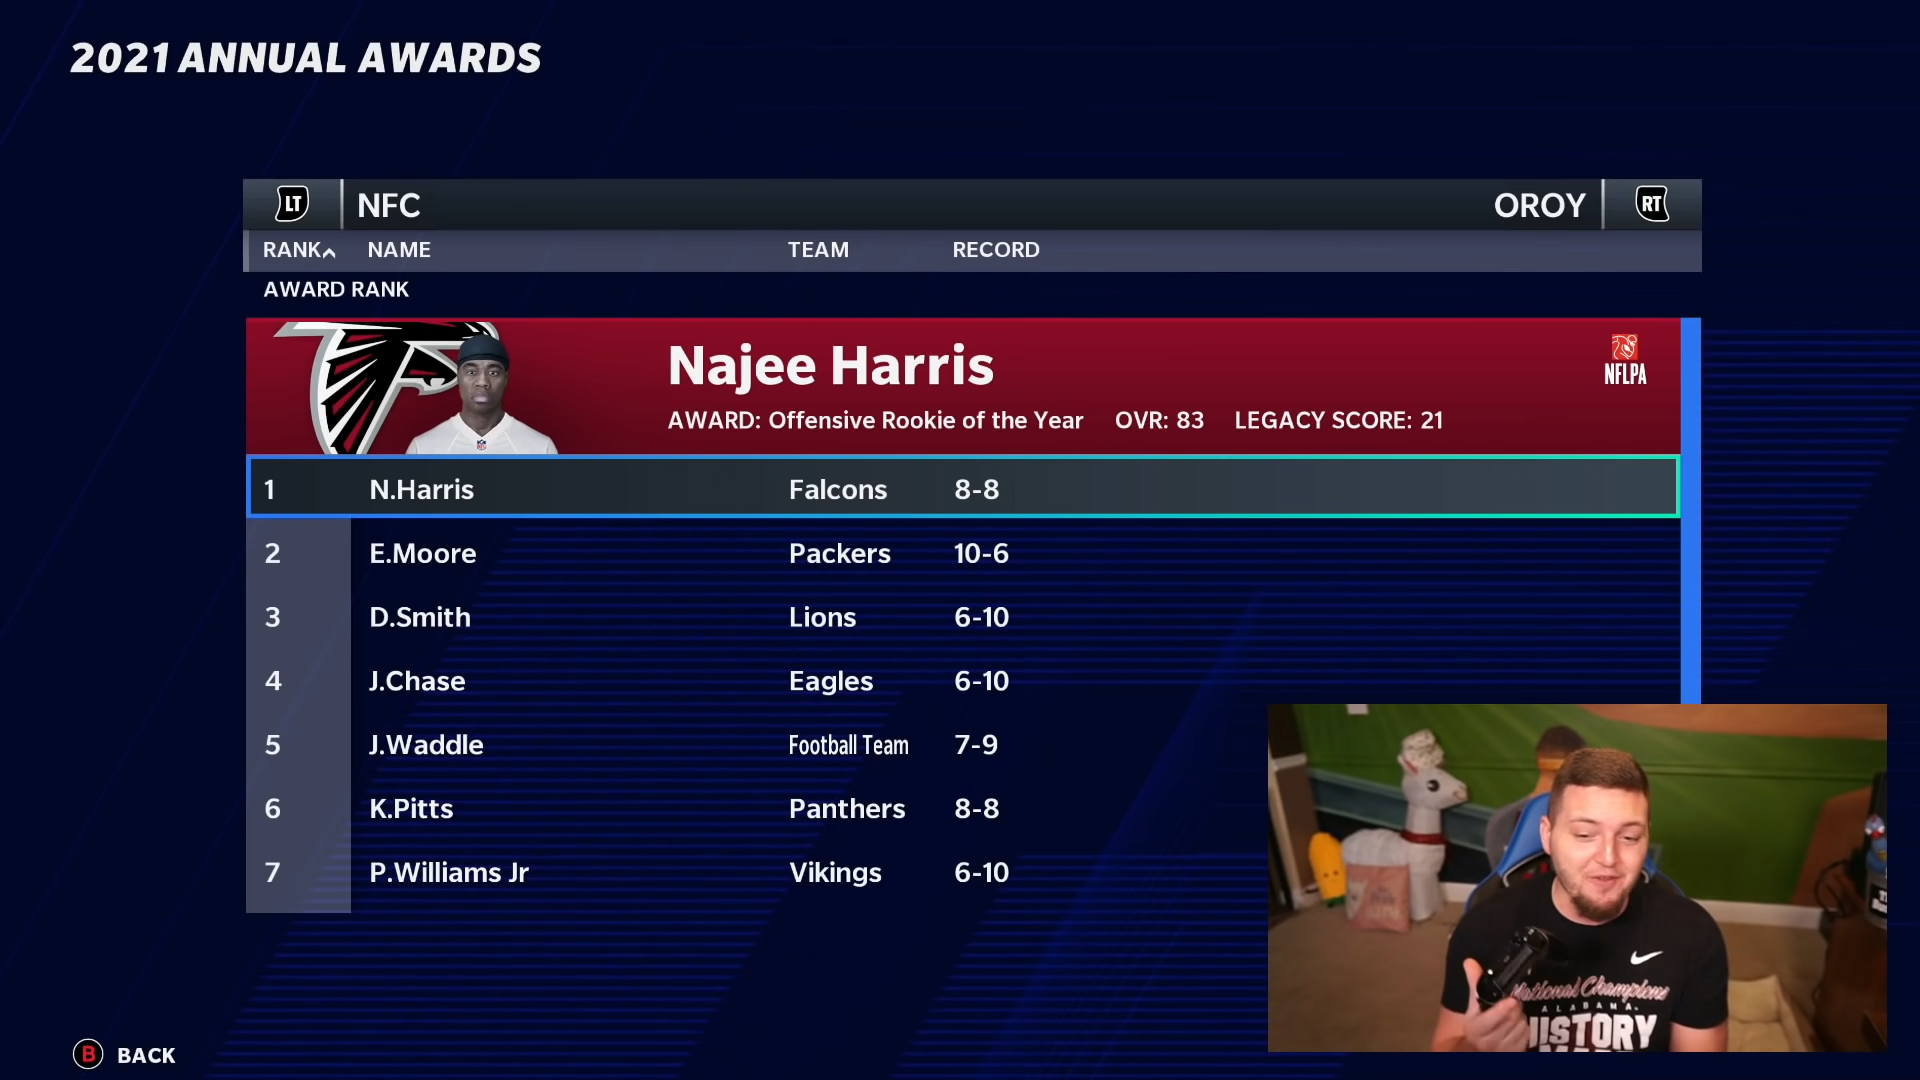 2021 ANNUAL AWARDS
LT NFC OROY RT
RANK NAME TEAM RECORD
AWARD RANK
Najee Harris
NFLPA
AWARD: Offensive Rookie of the Year OVR: 83 LEGACY SCORE: 21
1 N.Harris Falcons 8-8
2 E.Moore Packers 10-6
3 D.Smith Lions 6-10
4 J.Chase Eagles 6-10
5 J.Waddle Football Team 7-9
6 K.Pitts Panthers 8-8
7 P.Williams Jr Vikings 6-10
National Champions
ALABAMA
HISTORY
B BACK